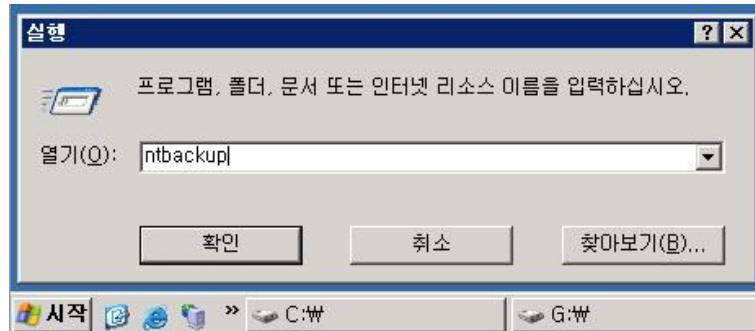 실행
프로그램, 폴더, 문서 또는 인터넷 리소스 이름을 입력하십시오.
열기(O): ntbackup
확인 취소 찾아보기(B)...
시작 » C:₩ G:₩